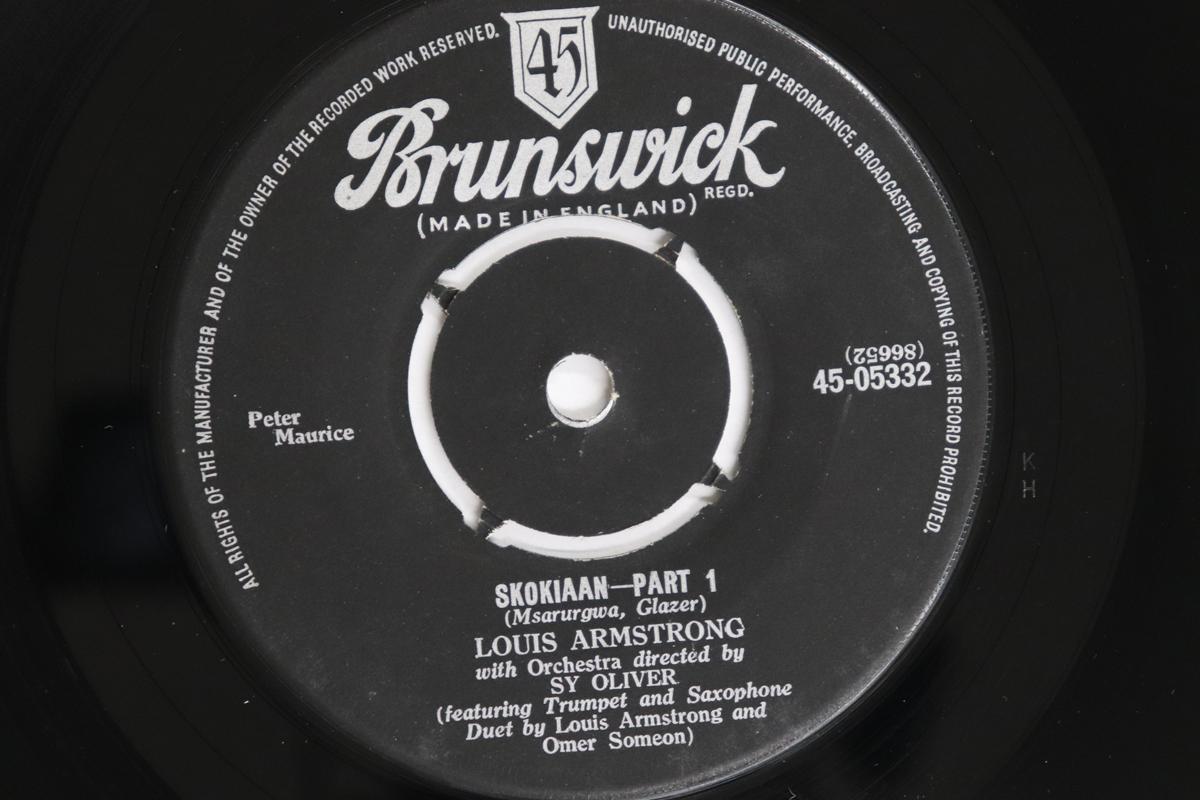 ALL RIGHTS OF THE MANUFACTURER AND OF THE OWNER OF THE RECORDED WORK RESERVED. UNAUTHORISED PUBLIC PERFORMANCE, BROADCASTING AND COPYING OF THIS RECORD PROHIBITED.
45
Brunswick
REGD.
(MADE IN ENGLAND)
(86652)
45-05332
Peter
Maurice
K
H
SKOKIAAN—PART 1
(Msarurgwa, Glazer)
LOUIS ARMSTRONG
with Orchestra directed by
SY OLIVER
(featuring Trumpet and Saxophone
Duet by Louis Armstrong and
Omer Someon)